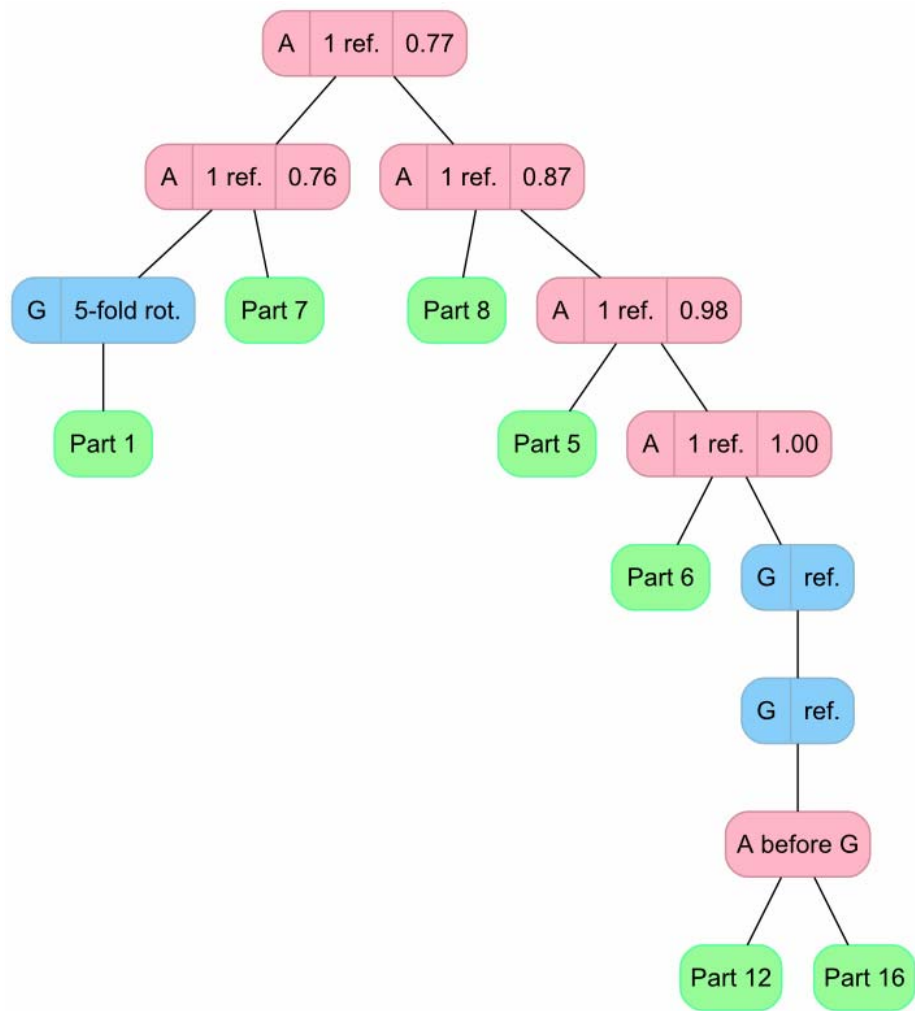 A 1 ref. 0.77
A 1 ref. 0.76
A 1 ref. 0.87
G 5-fold rot.
Part 7
Part 8
A 1 ref. 0.98
Part 1
Part 5
A 1 ref. 1.00
Part 6
G ref.
G ref.
A before G
Part 12
Part 16